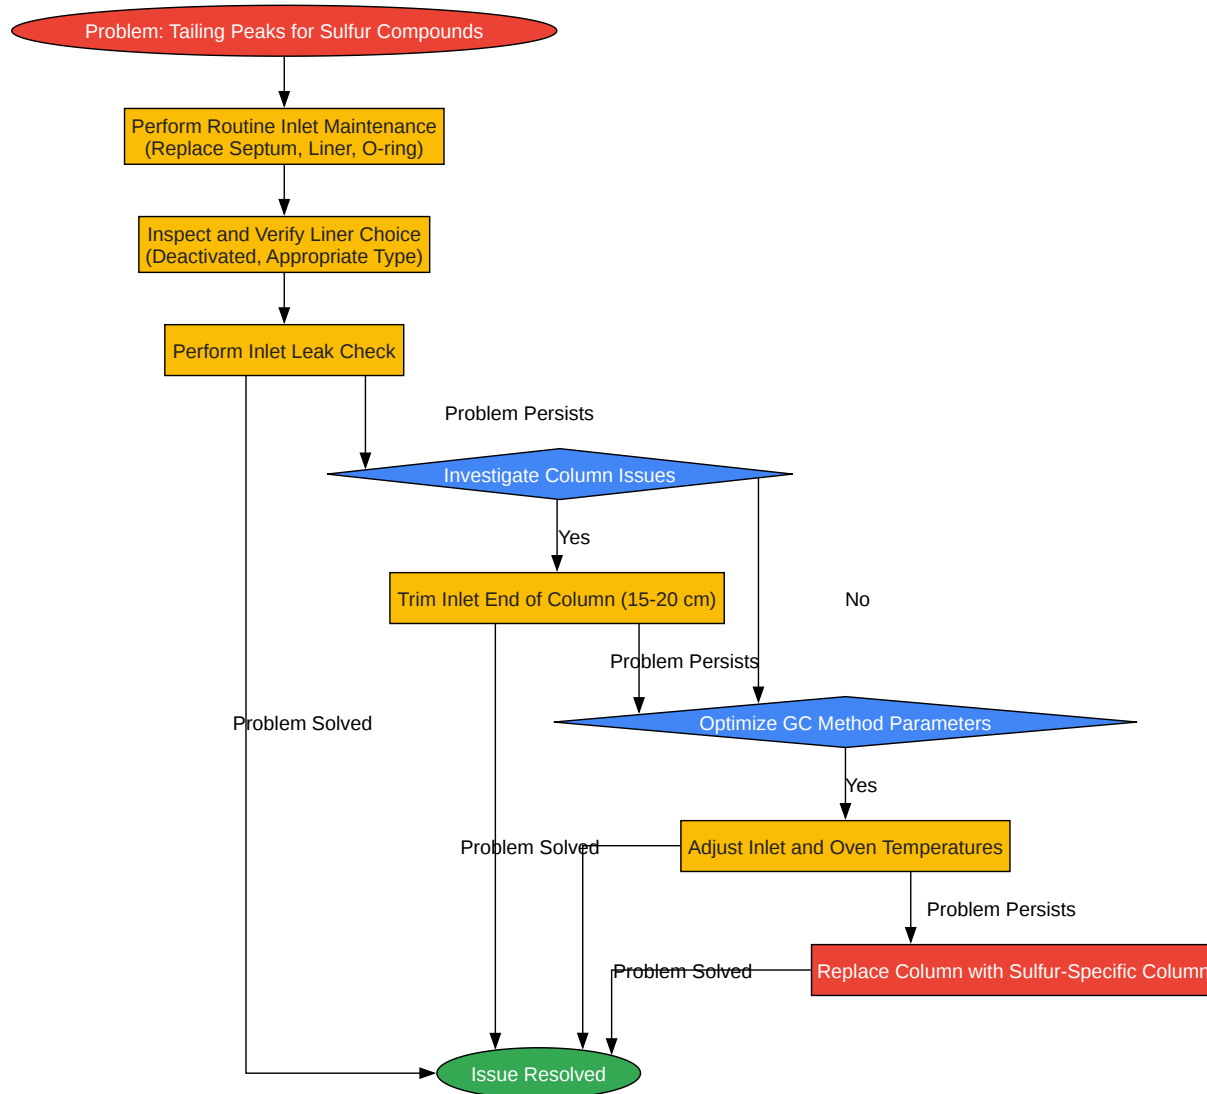 Problem: Tailing Peaks for Sulfur Compounds
Perform Routine Inlet Maintenance
(Replace Septum, Liner, O-ring)
Inspect and Verify Liner Choice
(Deactivated, Appropriate Type)
Perform Inlet Leak Check
Problem Persists
Investigate Column Issues
Yes
Trim Inlet End of Column (15-20 cm)
No
Problem Persists
Problem Solved
Optimize GC Method Parameters
Yes
Problem Solved
Adjust Inlet and Oven Temperatures
Problem Persists
Problem Solved
Replace Column with Sulfur-Specific Column
Issue Resolved